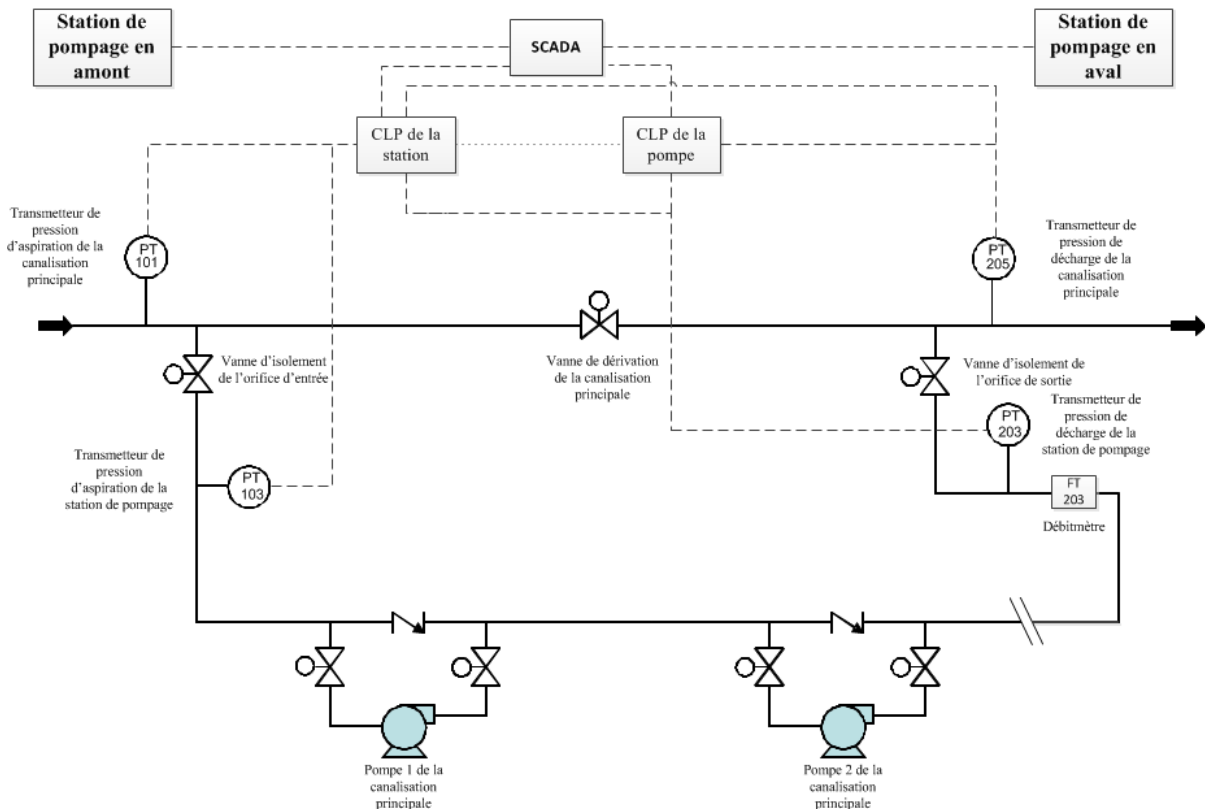 Station de
pompage en
amont
SCADA
Station de
pompage en
aval
CLP de la
station
CLP de la
pompe
Transmetteur de
pression
d'aspiration de la
canalisation
principale
PT
101
PT
205
Transmetteur de
pression de
décharge de la
canalisation
principale
Vanne d'isolement
de l'orifice d'entrée
Vanne de dérivation
de la canalisation
principale
Vanne d'isolement de
l'orifice de sortie
Transmetteur de
pression de
décharge de la
station de pompage
PT
203
Transmetteur de
pression
d'aspiration de la
station de pompage
PT
103
FT
203
Débitmètre
Pompe 1 de la
canalisation
principale
Pompe 2 de la
canalisation
principale